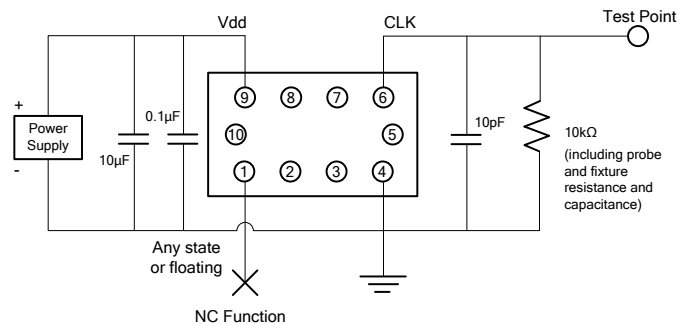 Vdd
CLK
Test Point
+
Power
Supply
-
10µF
0.1µF
9
8
7
6
10
5
1
2
3
4
10pF
10kΩ
(including probe
and fixture
resistance and
capacitance)
Any state
or floating
NC Function